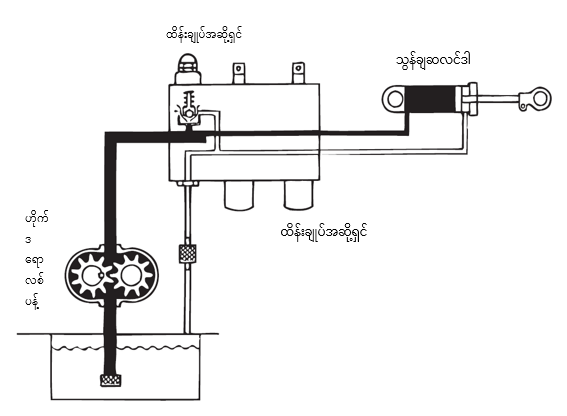 ထိန်းချုပ်အဆို့ရှင်
သွန်ချဆလင်ဒါ
ထိန်းချုပ်အဆို့ရှင်
ဟိုက်
ဒ
ရော
လစ်
ပန့်